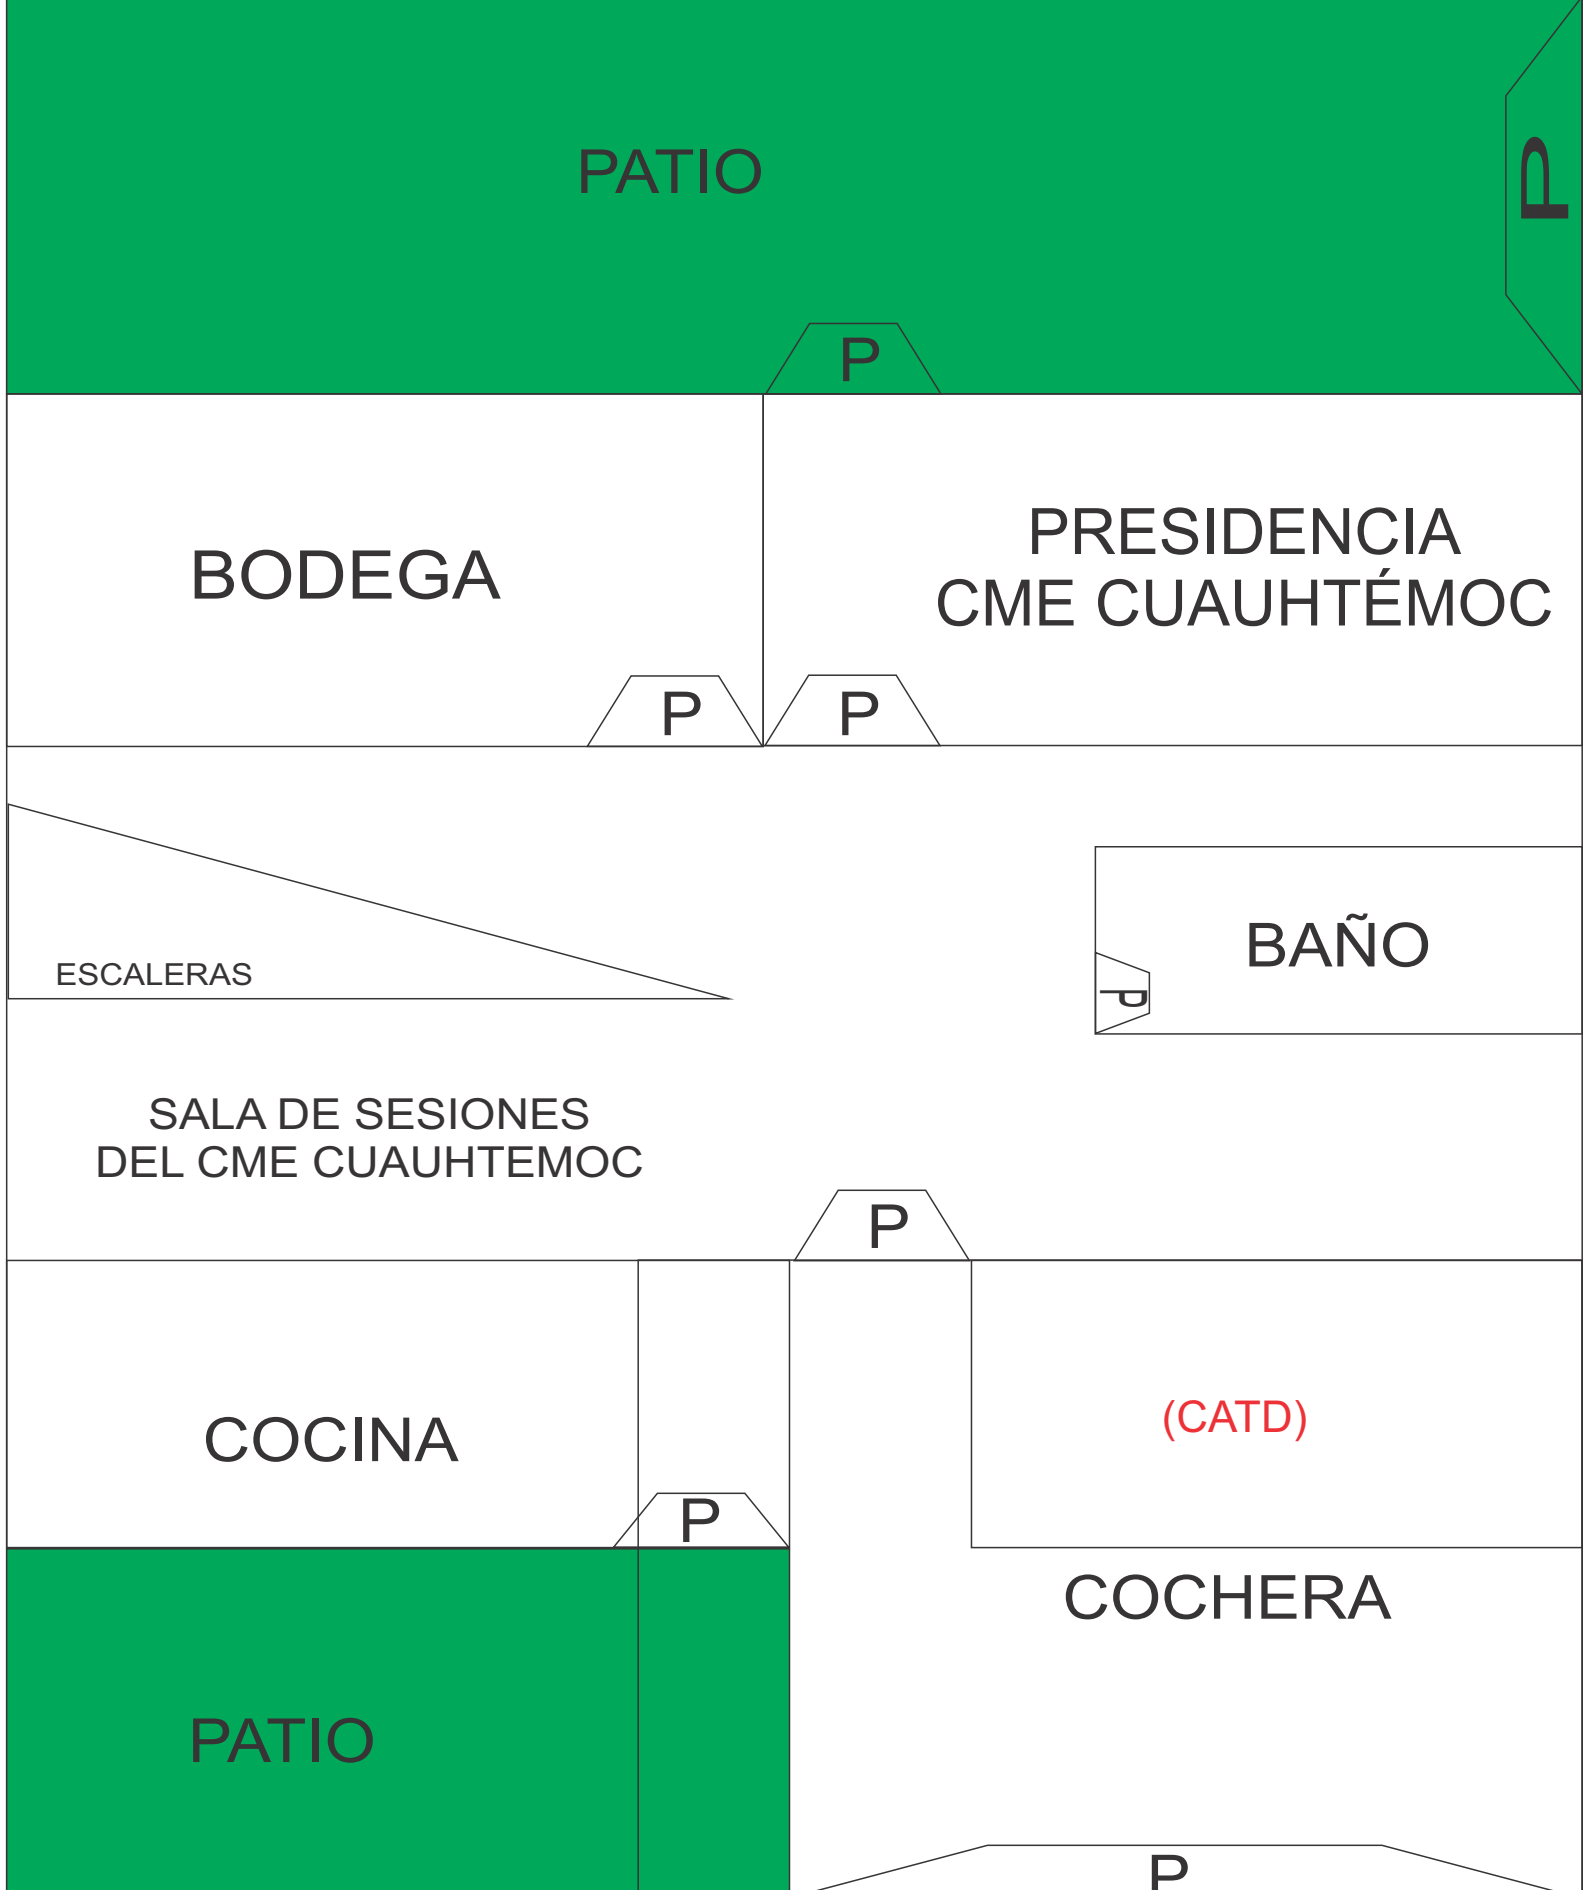 PATIO
P
P
BODEGA
PRESIDENCIA
CME CUAUHTÉMOC
P
P
ESCALERAS
BAÑO
P
SALA DE SESIONES
DEL CME CUAUHTEMOC
P
COCINA
(CATD)
P
COCHERA
PATIO
P